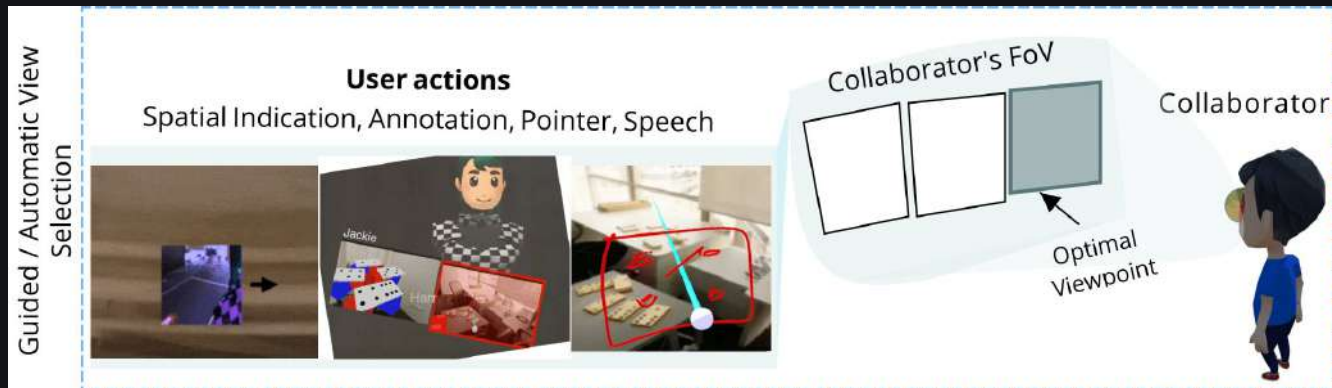 Guided / Automatic View
Selection
User actions
Spatial Indication, Annotation, Pointer, Speech
Jackie
Collaborator's FoV
Optimal
Viewpoint
Collaborator